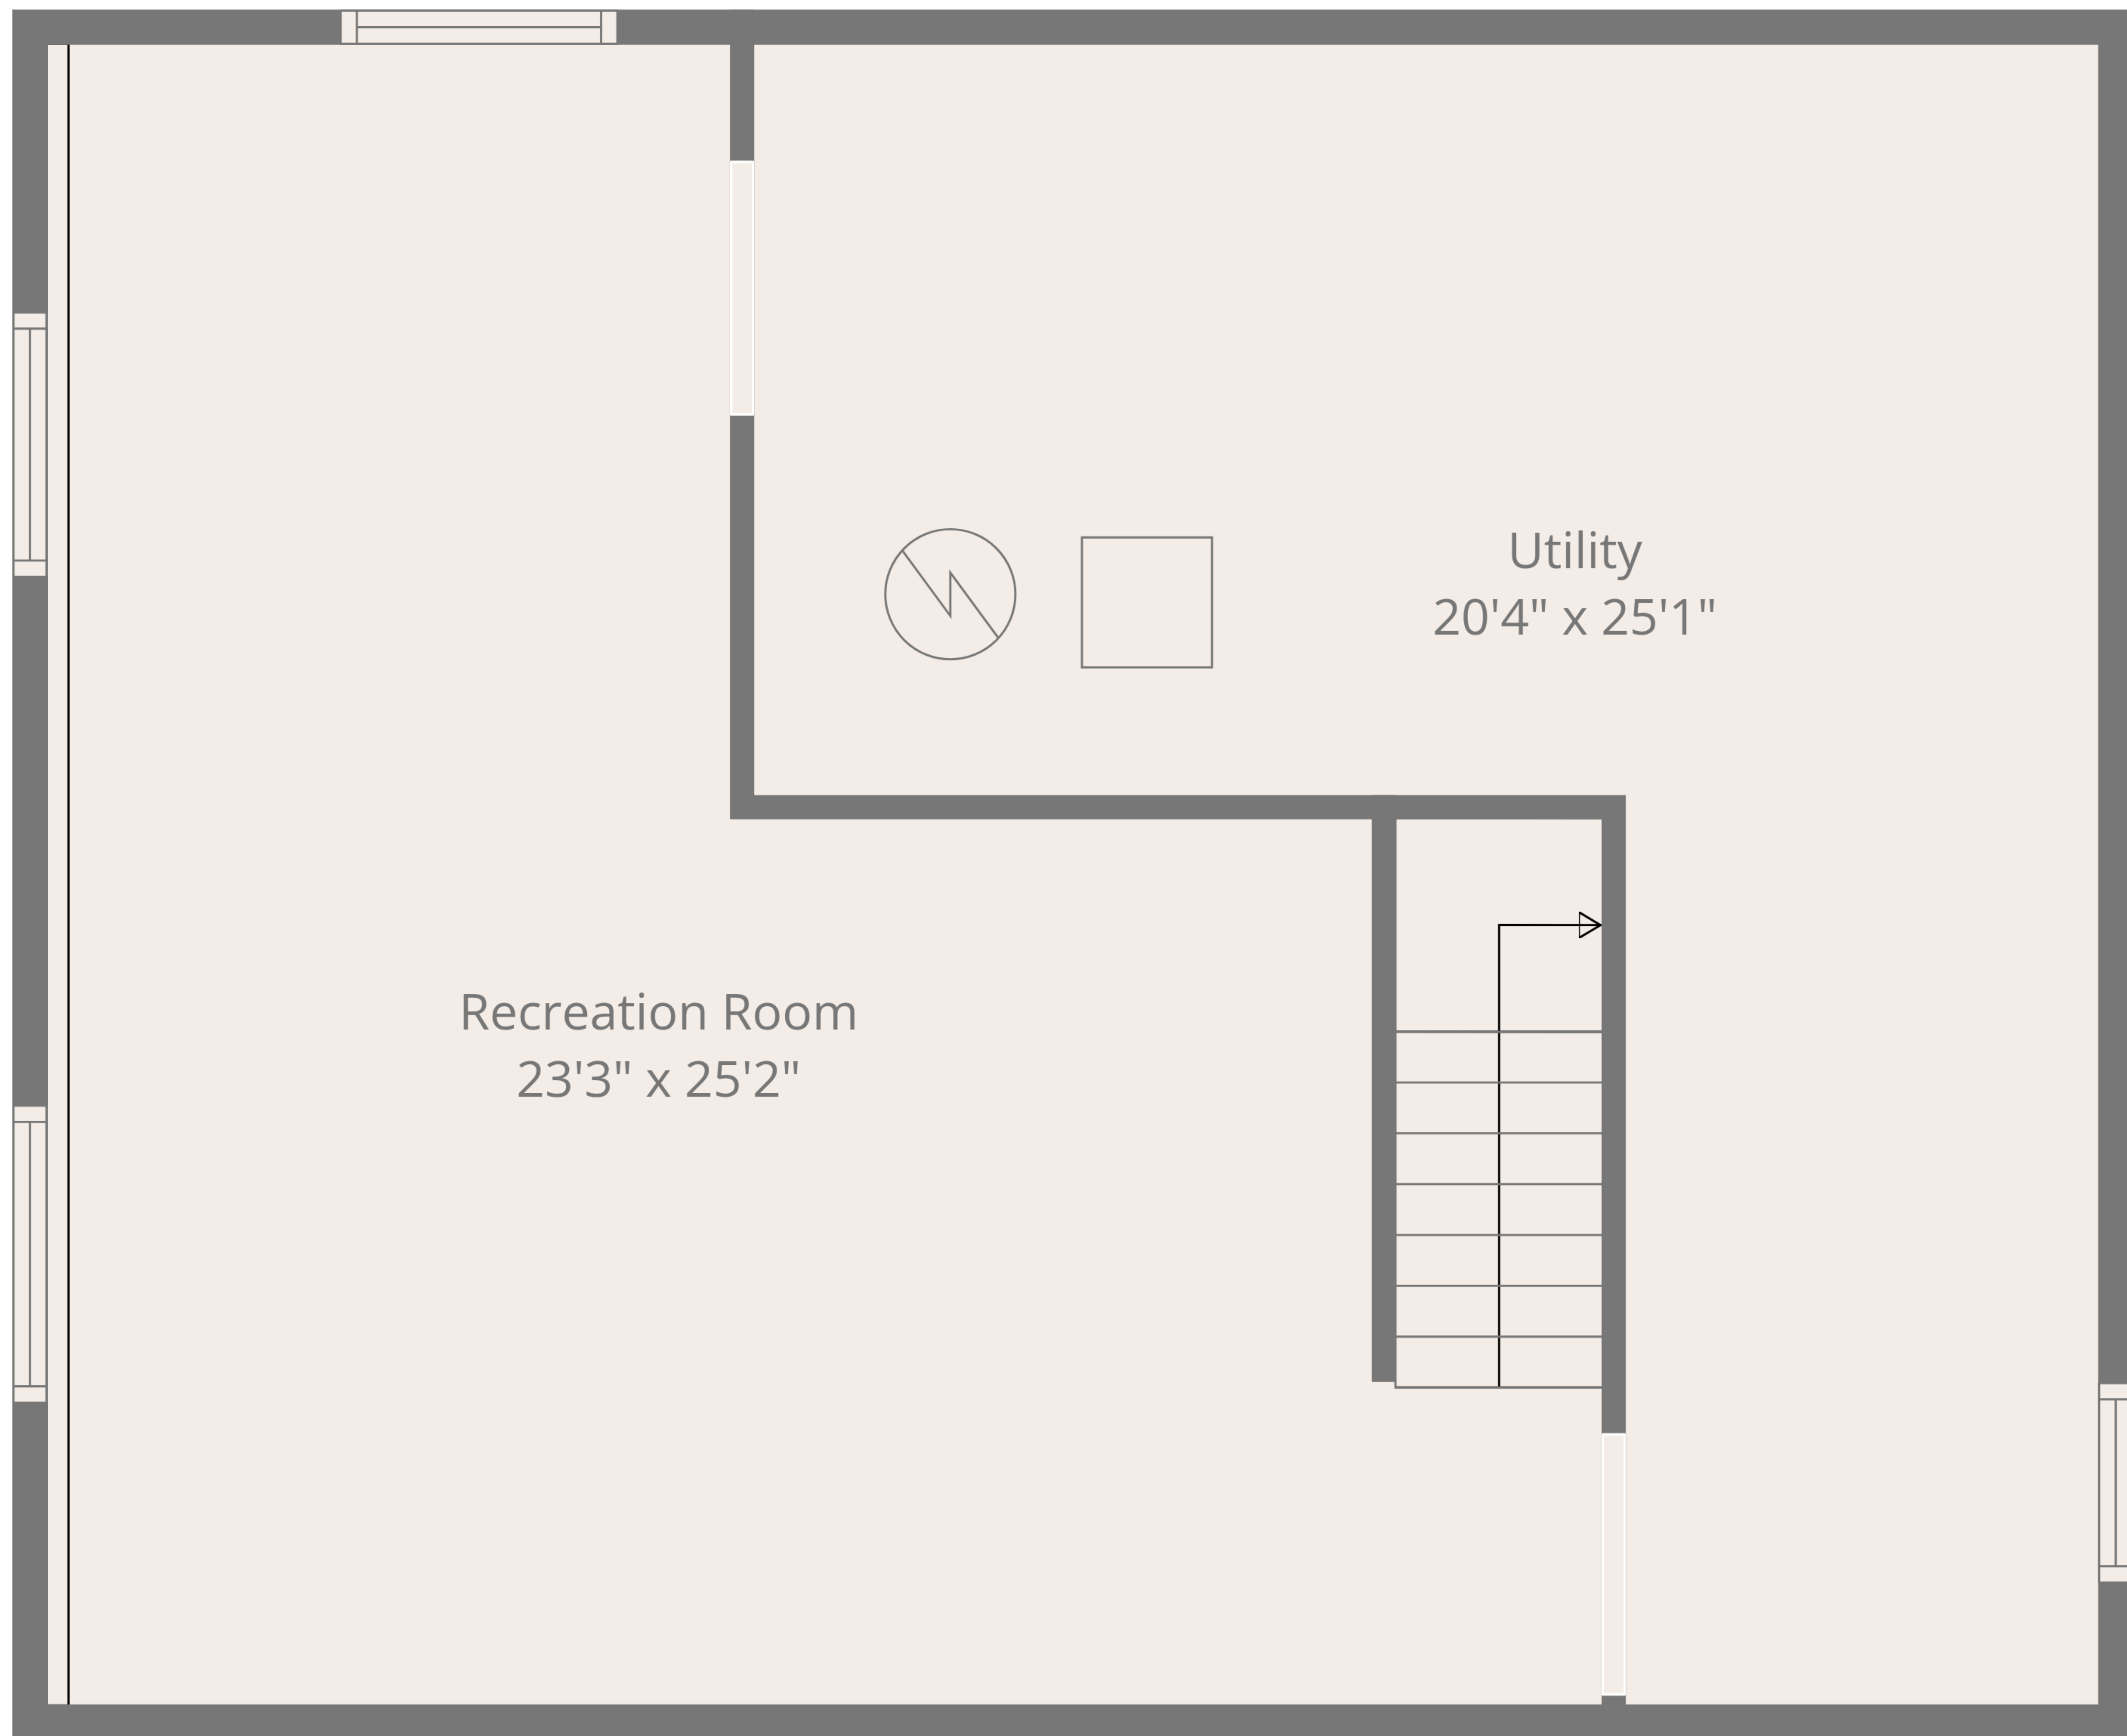 Utility
20'4" x 25'1"
Recreation Room
23'3" x 25'2"